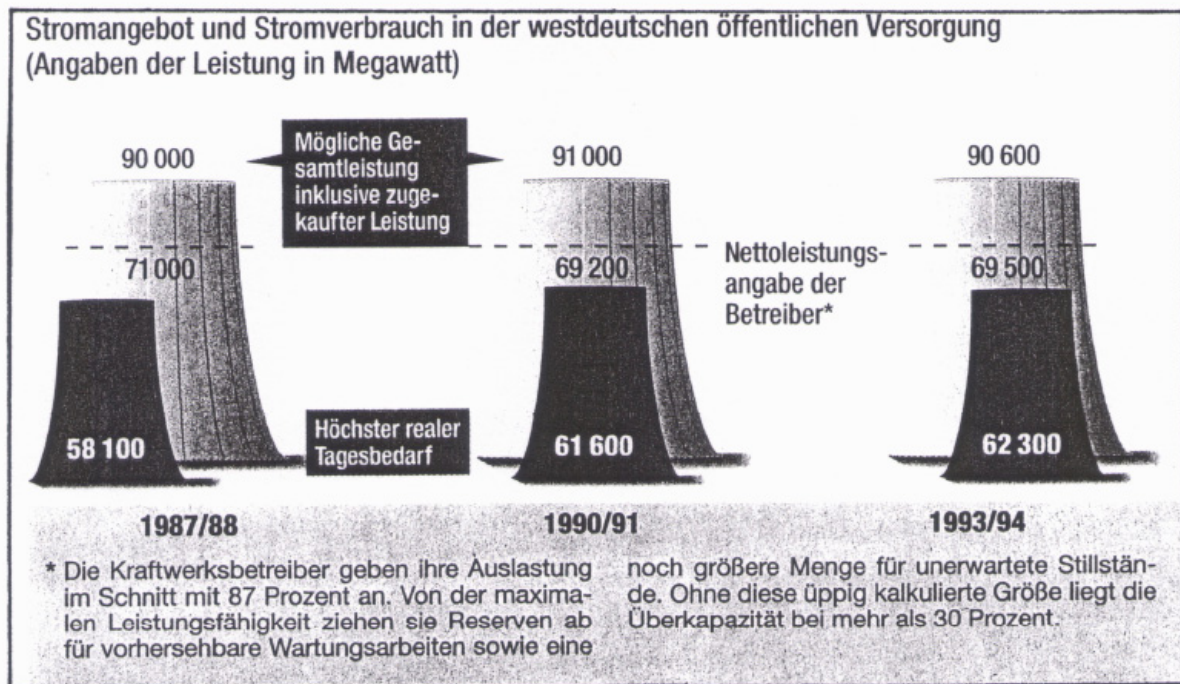 Stromangebot und Stromverbrauch in der westdeutschen öffentlichen Versorgung
(Angaben der Leistung in Megawatt)
90 000
Mögliche Ge-
samtleistung
inklusive zuge-
kaufter Leistung
91 000
90 600
71 000
69 200
Nettoleistungs-
angabe der
Betreiber*
69 500
58 100
Höchster realer
Tagesbedarf
61 600
62 300
1987/88
1990/91
1993/94
* Die Kraftwerksbetreiber geben ihre Auslastung
im Schnitt mit 87 Prozent an. Von der maxima-
len Leistungsfähigkeit ziehen sie Reserven ab
für vorhersehbare Wartungsarbeiten sowie eine
noch größere Menge für unerwartete Stillstän-
de. Ohne diese üppig kalkulierte Größe liegt die
Überkapazität bei mehr als 30 Prozent.